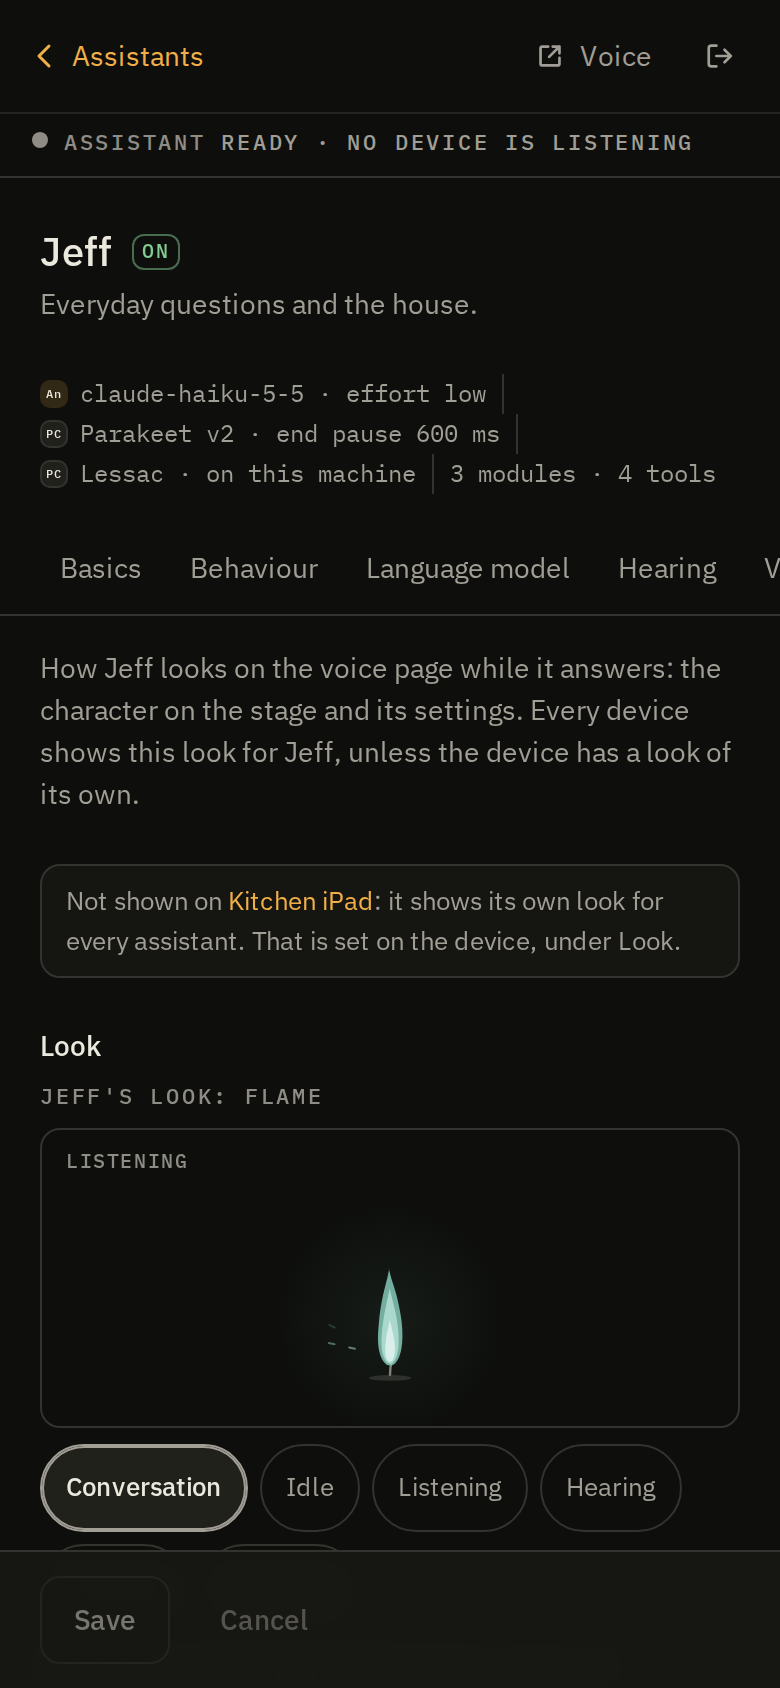 Assistants
Voice
ASSISTANT READY · NO DEVICE IS LISTENING
Jeff ON
Everyday questions and the house.
An claude-haiku-5-5 · effort low
PC Parakeet v2 · end pause 600 ms
PC Lessac · on this machine | 3 modules · 4 tools
Basics Behaviour Language model Hearing V
How Jeff looks on the voice page while it answers: the
character on the stage and its settings. Every device
shows this look for Jeff, unless the device has a look of
its own.
Not shown on Kitchen iPad: it shows its own look for
every assistant. That is set on the device, under Look.
Look
JEFF'S LOOK: FLAME
LISTENING
Conversation Idle Listening Hearing
Save Cancel